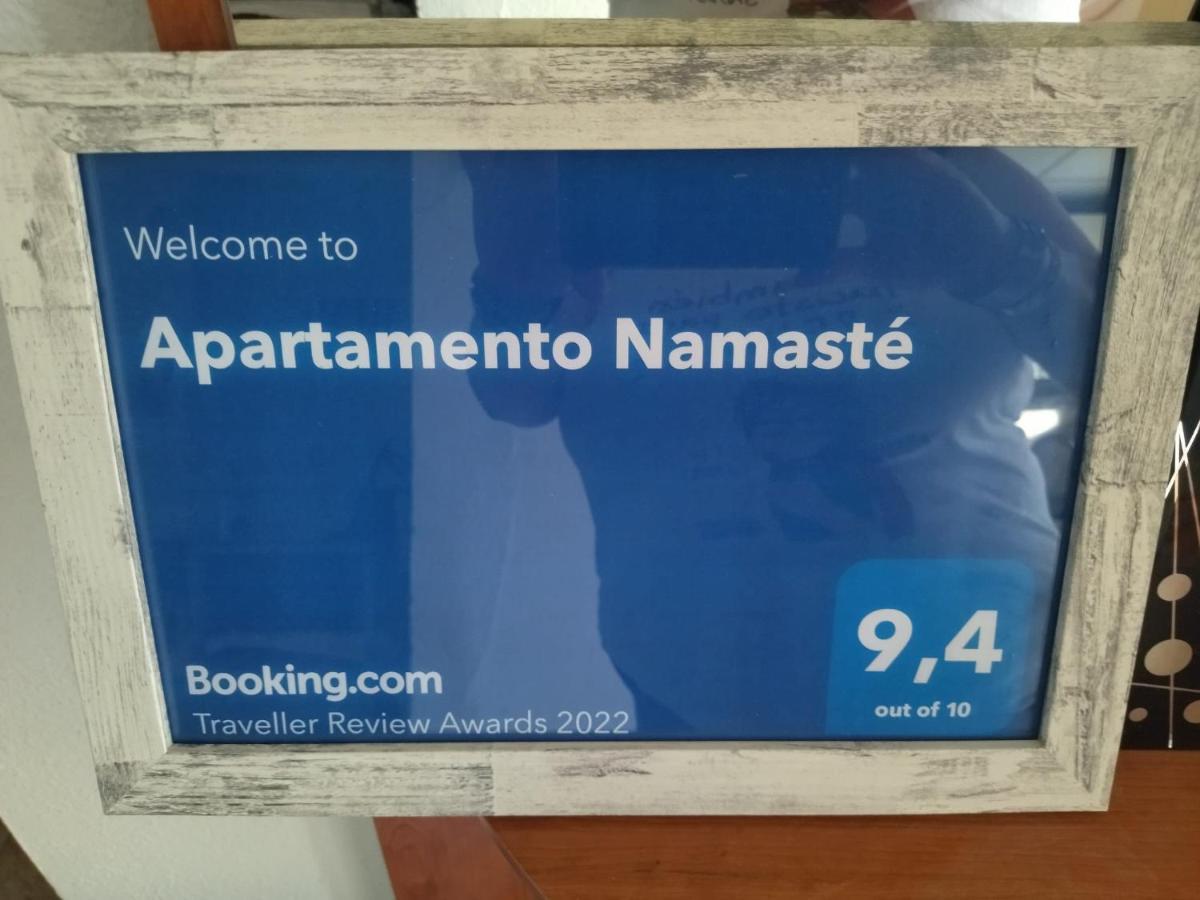 Welcome to
Apartamento Namasté
Booking.com
Traveller Review Awards 2022
9,4
out of 10